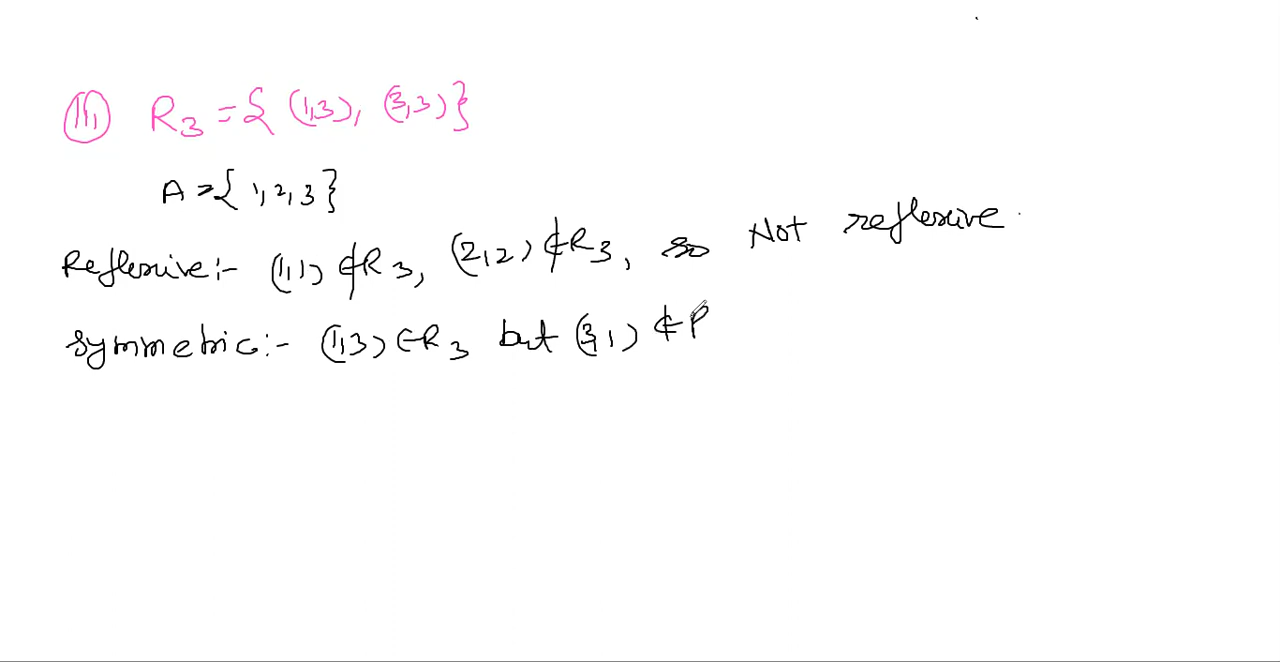 (iii) R3 = { (1,3), (3,3) }
A = { 1, 2, 3 }
Reflexive:- (1,1) ∉ R3, (2,2) ∉ R3, so Not reflexive.
Symmetric:- (1,3) ∈ R3 but (3,1) ∉ P